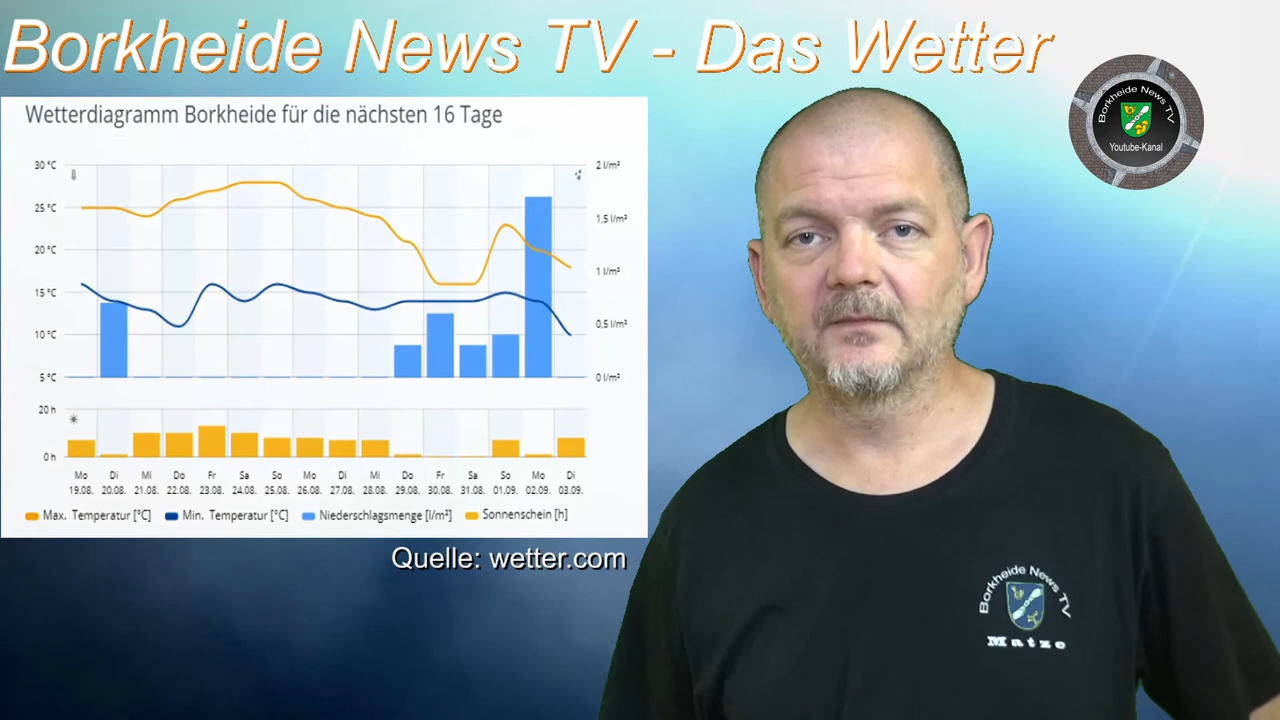 Borkheide News TV - Das Wetter
Wetterdiagramm Borkheide für die nächsten 16 Tage
30 °C
25 °C
20 °C
15 °C
10 °C
5 °C
2 l/m²
1,5 l/m²
1 l/m²
0,5 l/m²
0 l/m²
20 h
0 h
Mo Di Mi Do Fr Sa So Mo Di Mi Do Fr Sa So Mo Di
19.08. 20.08. 21.08. 22.08. 23.08. 24.08. 25.08. 26.08. 27.08. 28.08. 29.08. 30.08. 31.08. 01.09. 02.09. 03.09.
Max. Temperatur [°C] Min. Temperatur [°C] Niederschlagsmenge [l/m²] Sonnenschein [h]
Quelle: wetter.com
Borkheide News TV
Youtube-Kanal
Borkheide News TV
Matze